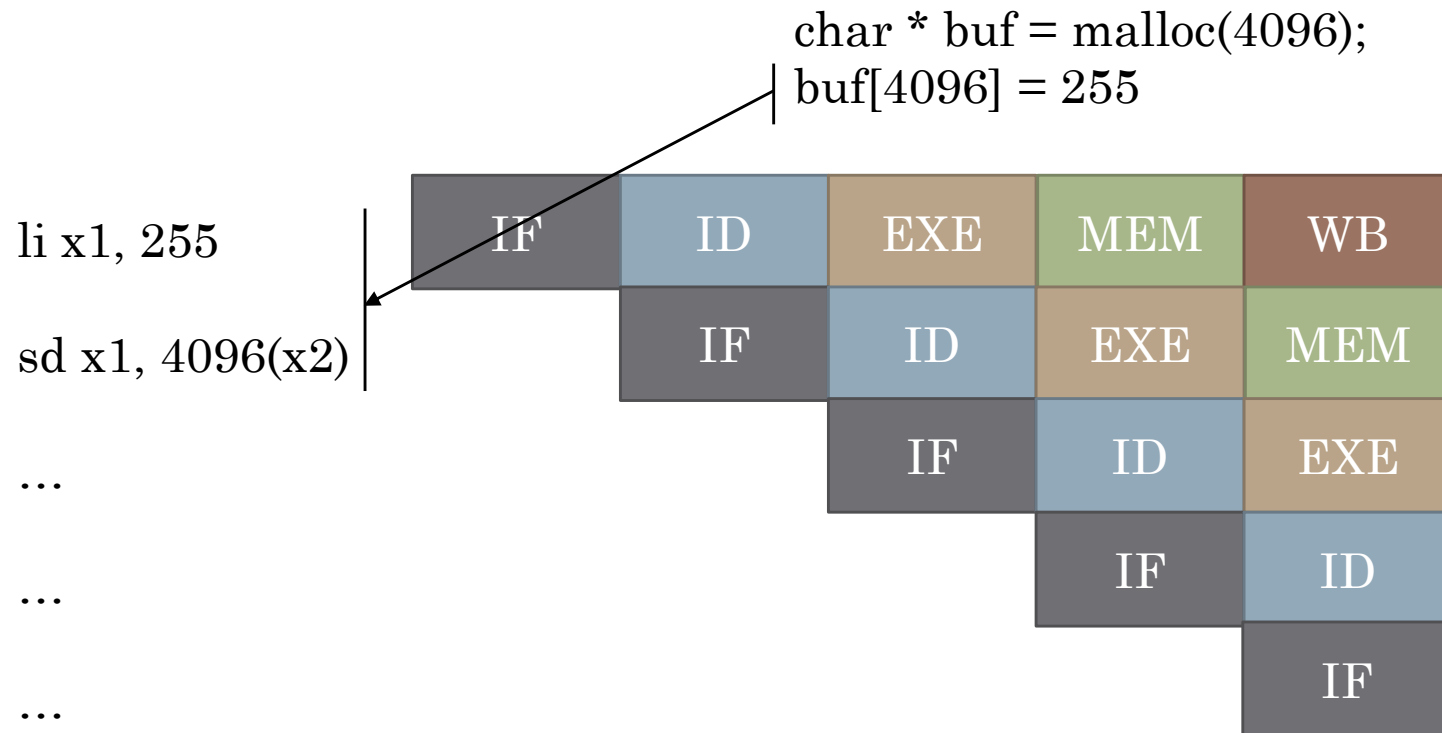 char * buf = malloc(4096);
buf[4096] = 255
li x1, 255 IF ID EXE MEM WB
sd x1, 4096(x2) IF ID EXE MEM
... IF ID EXE
... IF ID
... IF